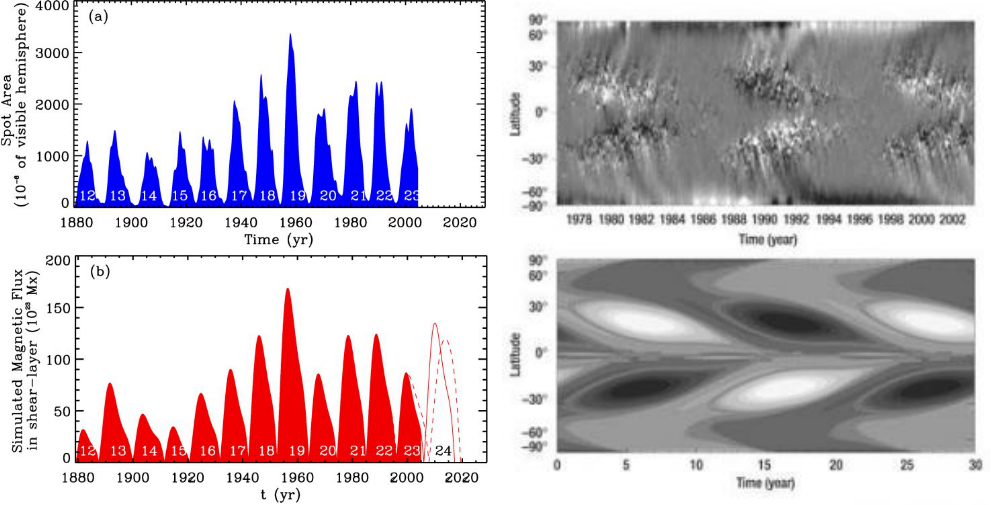 (a)
Spot Area
(10⁻⁶ of visible hemisphere)
4000
3000
2000
1000
0
12 13 14 15 16 17 18 19 20 21 22 23
1880 1900 1920 1940 1960 1980 2000 2020
Time (yr)
(b)
Simulated Magnetic Flux
in shear-layer (10²³ Mx)
200
150
100
50
0
12 13 14 15 16 17 18 19 20 21 22 23 24
1880 1900 1920 1940 1960 1980 2000 2020
t (yr)
Latitude
90°
60°
30°
0°
-30°
-60°
-90°
1978 1980 1982 1984 1986 1988 1990 1992 1994 1996 1998 2000 2002
Time (year)
Latitude
90°
60°
30°
0°
-30°
-60°
-90°
0 5 10 15 20 25 30
Time (year)